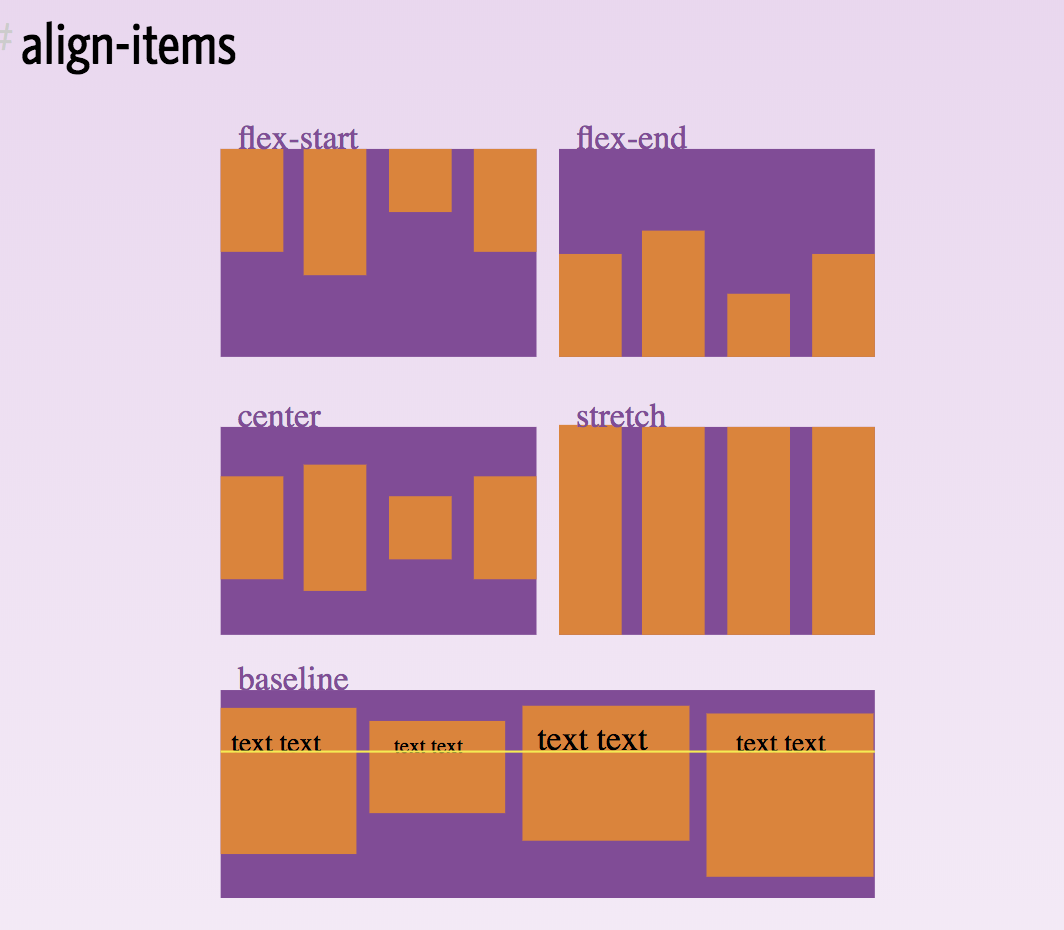 # align-items
flex-start flex-end
center stretch
baseline
text text text text text text text text